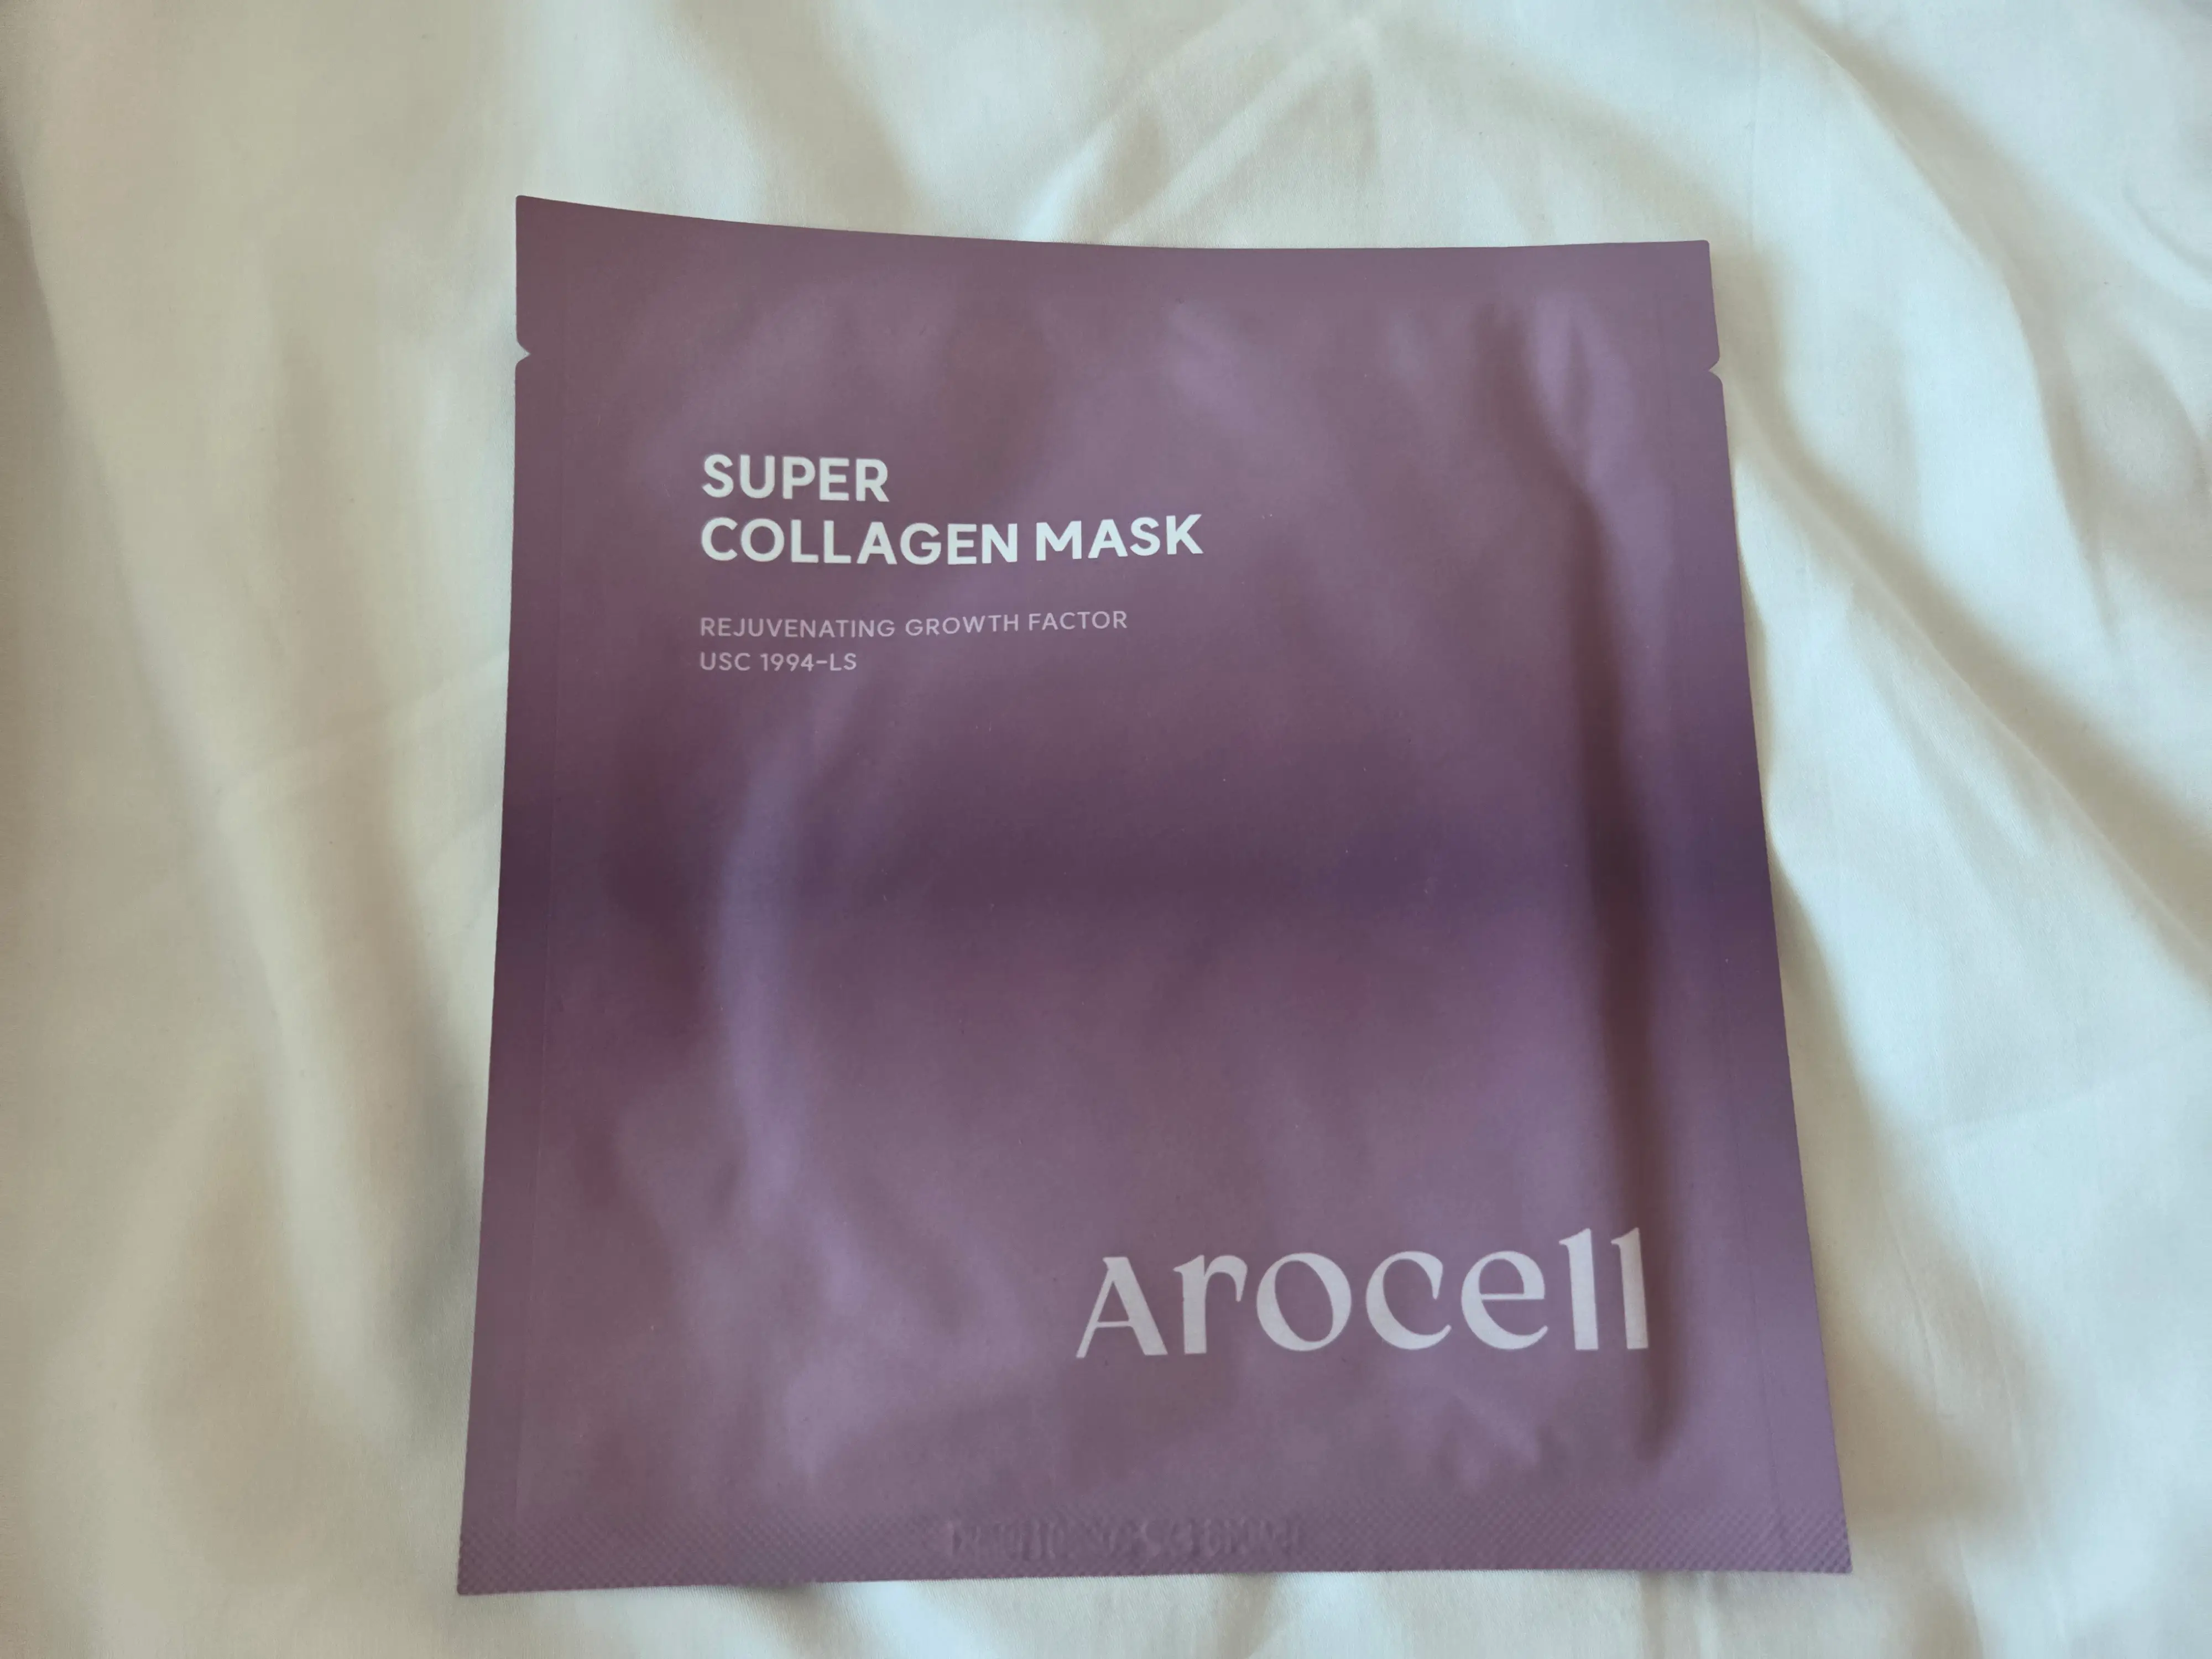 SUPER
COLLAGEN MASK
REJUVENATING GROWTH FACTOR
USC 1994-LS
Arocell